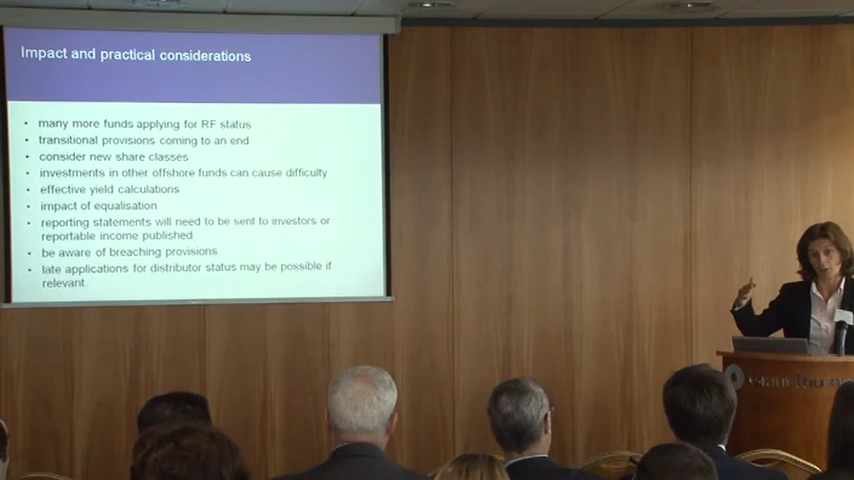 Impact and practical considerations
• many more funds applying for RF status
• transitional provisions coming to an end
• consider new share classes
• investments in other offshore funds can cause difficulty
• effective yield calculations
• impact of equalisation
• reporting statements will need to be sent to investors or
reportable income published
• be aware of breaching provisions
• late applications for distributor status may be possible if
relevant
Grant Thornton